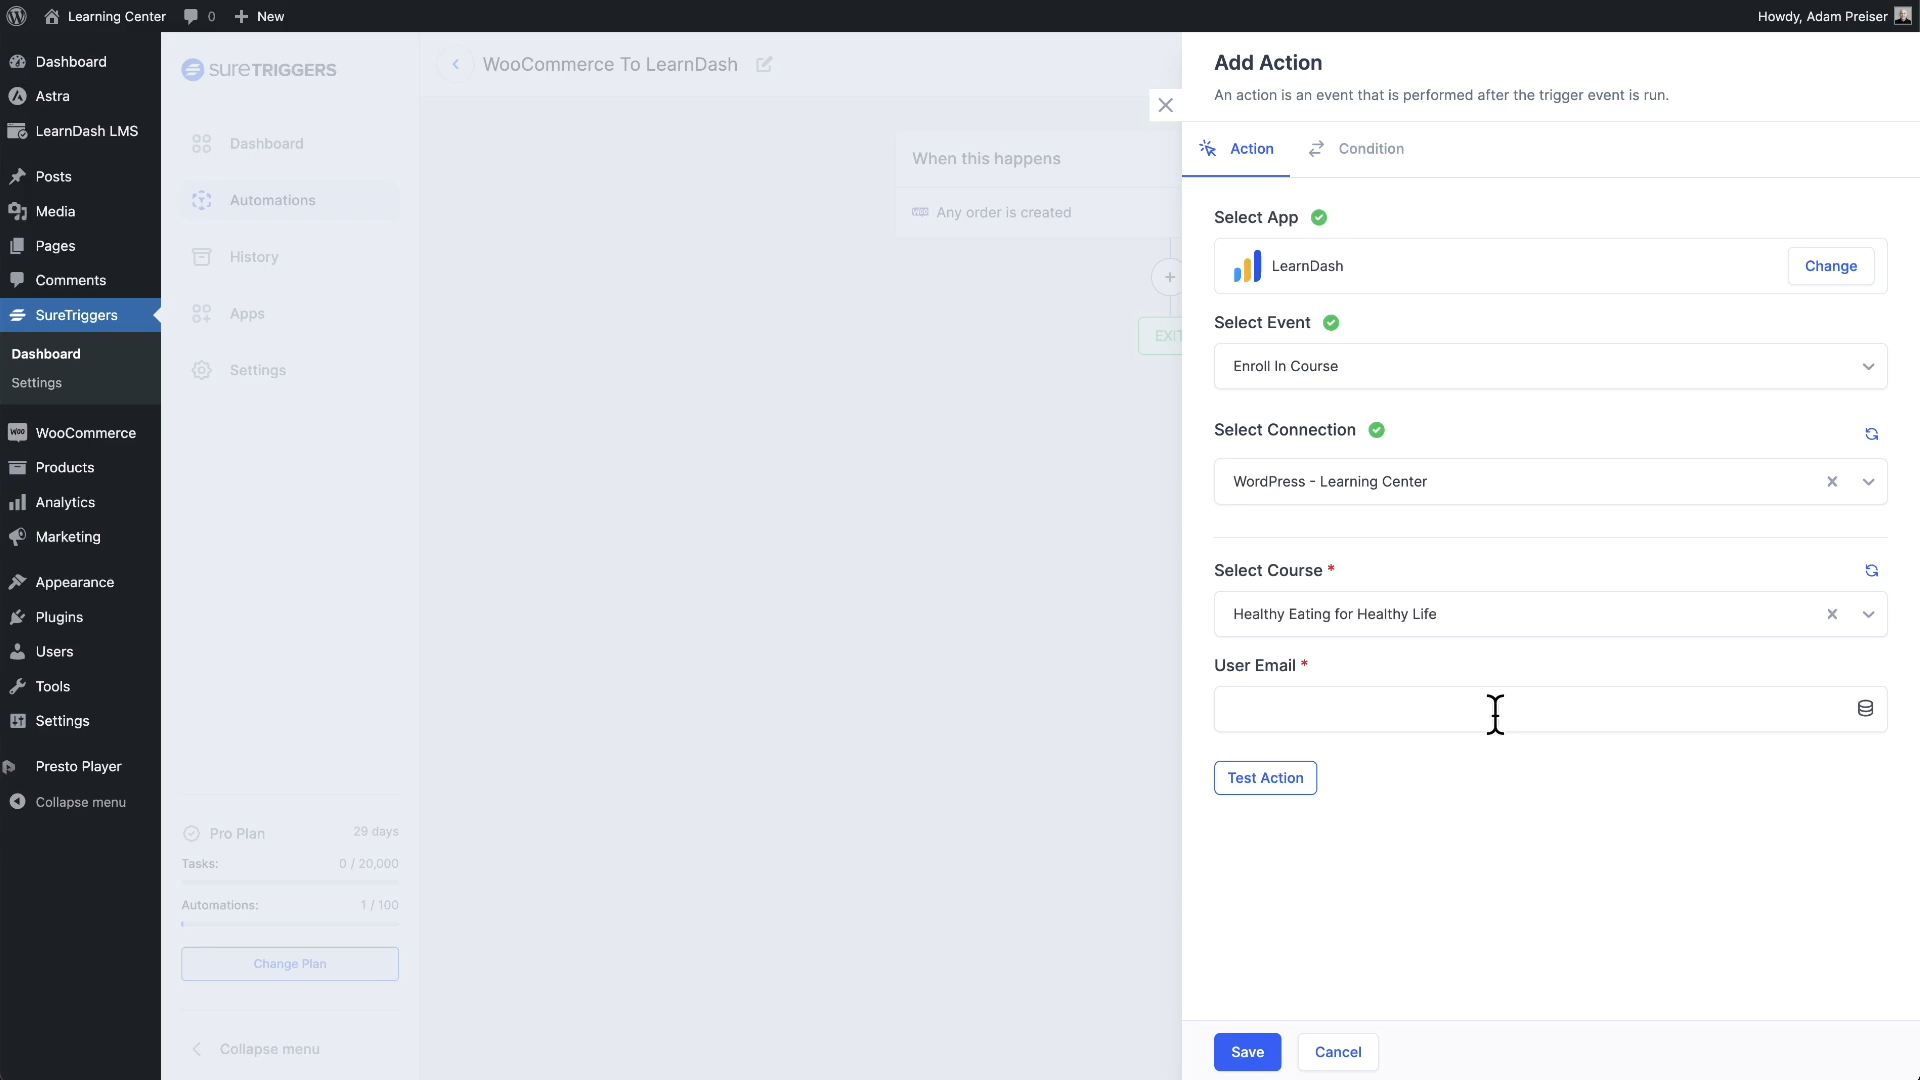 Learning Center
0
New
Howdy, Adam Preiser
Dashboard
Astra
LearnDash LMS
Posts
Media
Pages
Comments
SureTriggers
Dashboard
Settings
WooCommerce
Products
Analytics
Marketing
Appearance
Plugins
Users
Tools
Settings
Presto Player
Collapse menu
SureTRIGGERS
Dashboard
Automations
History
Apps
Settings
Pro Plan 29 days
Tasks: 0 / 20,000
Automations: 1 / 100
Change Plan
Collapse menu
WooCommerce To LearnDash
When this happens
Woo Any order is created
EXIT
Add Action
An action is an event that is performed after the trigger event is run.
Action Condition
Select App
LearnDash Change
Select Event
Enroll In Course
Select Connection
WordPress - Learning Center
Select Course *
Healthy Eating for Healthy Life
User Email *
Test Action
Save Cancel